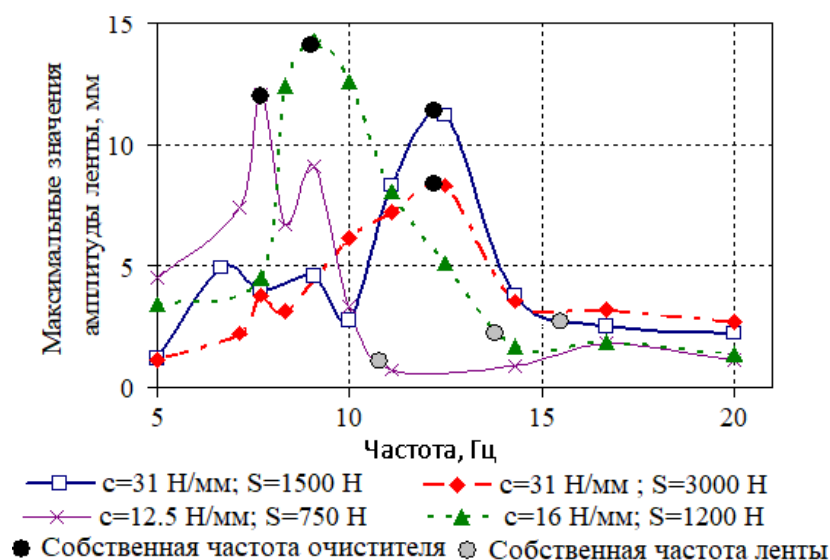 Максимальные значения
амплитуды ленты, мм
15
10
5
0
5 10 15 20
Частота, Гц
c=31 Н/мм; S=1500 Н c=31 Н/мм ; S=3000 Н
c=12.5 Н/мм; S=750 Н c=16 Н/мм; S=1200 Н
Собственная частота очистителя Собственная частота ленты